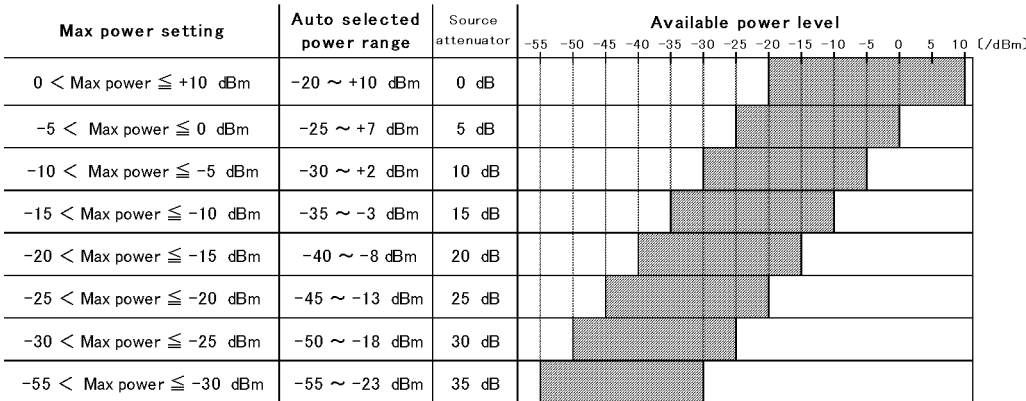 Max power setting
Auto selected power range
Source attenuator
Available power level
-55 -50 -45 -40 -35 -30 -25 -20 -15 -10 -5 0 5 10 (/dBm)
0 < Max power ≦ +10 dBm -20 ~ +10 dBm 0 dB
-5 < Max power ≦ 0 dBm -25 ~ +7 dBm 5 dB
-10 < Max power ≦ -5 dBm -30 ~ +2 dBm 10 dB
-15 < Max power ≦ -10 dBm -35 ~ -3 dBm 15 dB
-20 < Max power ≦ -15 dBm -40 ~ -8 dBm 20 dB
-25 < Max power ≦ -20 dBm -45 ~ -13 dBm 25 dB
-30 < Max power ≦ -25 dBm -50 ~ -18 dBm 30 dB
-55 < Max power ≦ -30 dBm -55 ~ -23 dBm 35 dB